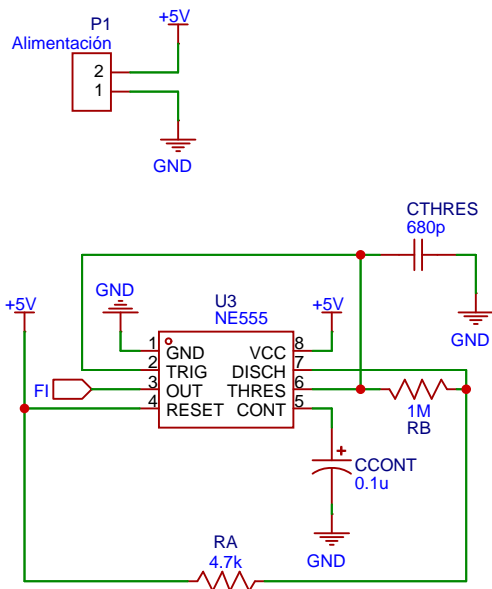 P1
Alimentación
+5V
2
1
GND
CTHRES
680p
GND
+5V
GND
U3
NE555
+5V
1 GND VCC 8
2 TRIG DISCH 7
FI 3 OUT THRES 6
4 RESET CONT 5
1M
RB
+
CCONT
0.1u
GND
RA
4.7k